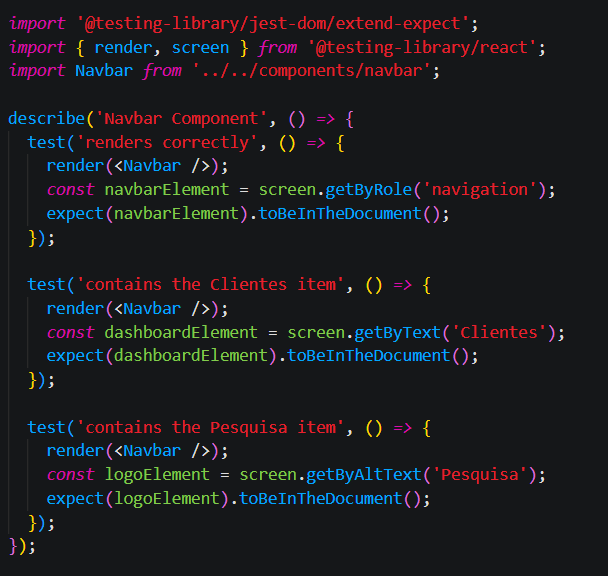 import '@testing-library/jest-dom/extend-expect';
import { render, screen } from '@testing-library/react';
import Navbar from '../../components/navbar';

describe('Navbar Component', () => {
  test('renders correctly', () => {
    render(<Navbar />);
    const navbarElement = screen.getByRole('navigation');
    expect(navbarElement).toBeInTheDocument();
  });

  test('contains the Clientes item', () => {
    render(<Navbar />);
    const dashboardElement = screen.getByText('Clientes');
    expect(dashboardElement).toBeInTheDocument();
  });

  test('contains the Pesquisa item', () => {
    render(<Navbar />);
    const logoElement = screen.getByAltText('Pesquisa');
    expect(logoElement).toBeInTheDocument();
  });
});